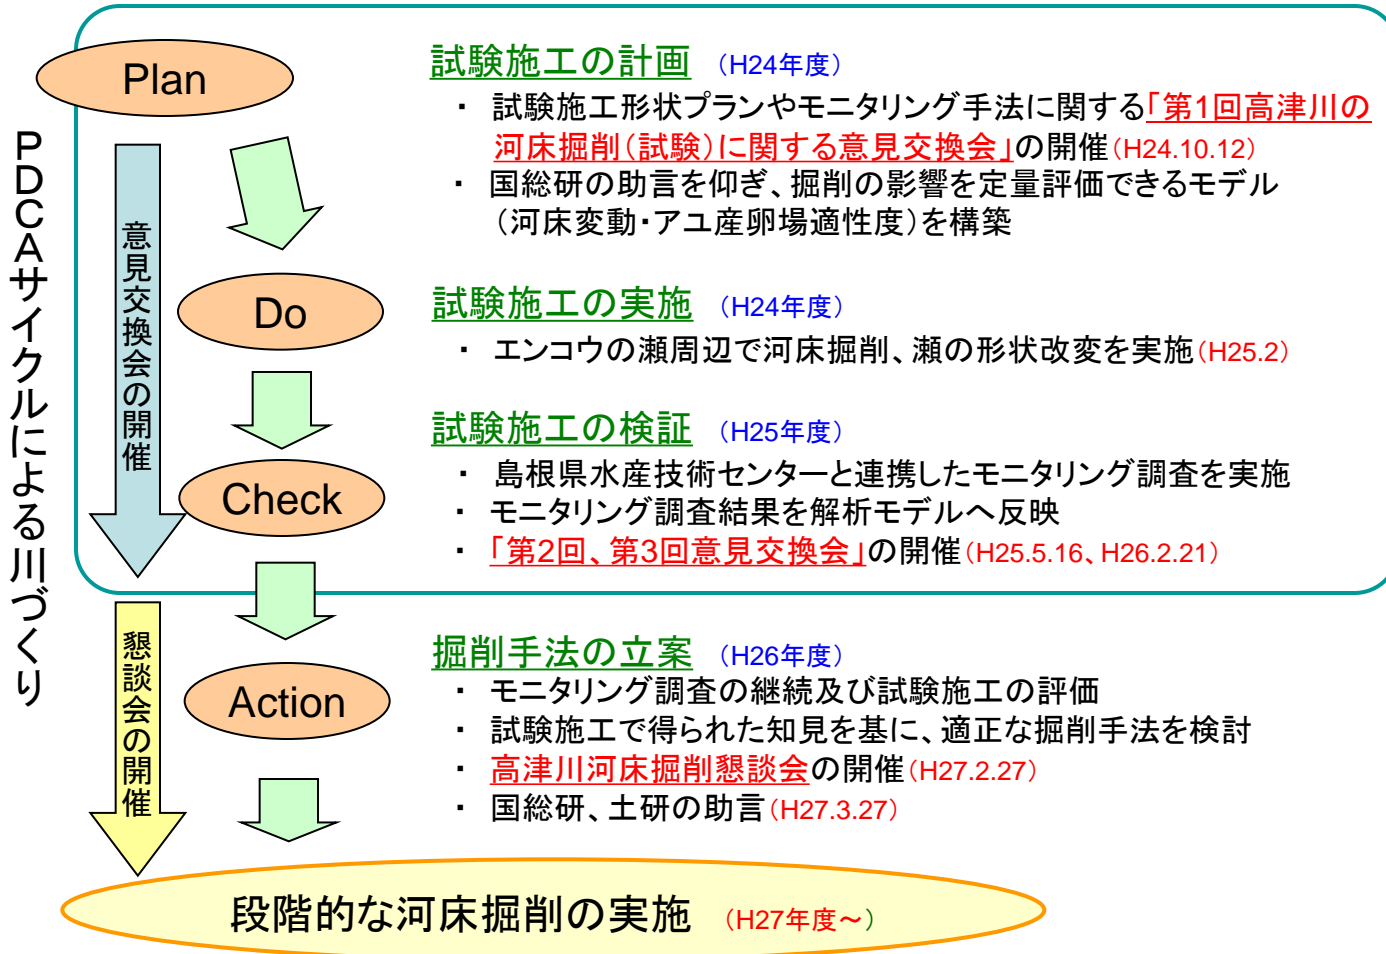 PDCAサイクルによる川づくり
Plan
試験施工の計画 （H24年度）
・ 試験施工形状プランやモニタリング手法に関する「第1回高津川の
河床掘削（試験）に関する意見交換会」の開催（H24.10.12）
・ 国総研の助言を仰ぎ、掘削の影響を定量評価できるモデル
（河床変動・アユ産卵場適性度）を構築
意見交換会の開催
Do
試験施工の実施 （H24年度）
・ エンコウの瀬周辺で河床掘削、瀬の形状改変を実施（H25.2）
Check
試験施工の検証 （H25年度）
・ 島根県水産技術センターと連携したモニタリング調査を実施
・ モニタリング調査結果を解析モデルへ反映
・ 「第2回、第3回意見交換会」の開催（H25.5.16、H26.2.21）
懇談会の開催
Action
掘削手法の立案 （H26年度）
・ モニタリング調査の継続及び試験施工の評価
・ 試験施工で得られた知見を基に、適正な掘削手法を検討
・ 高津川河床掘削懇談会の開催（H27.2.27）
・ 国総研、土研の助言（H27.3.27）
段階的な河床掘削の実施 （H27年度～）